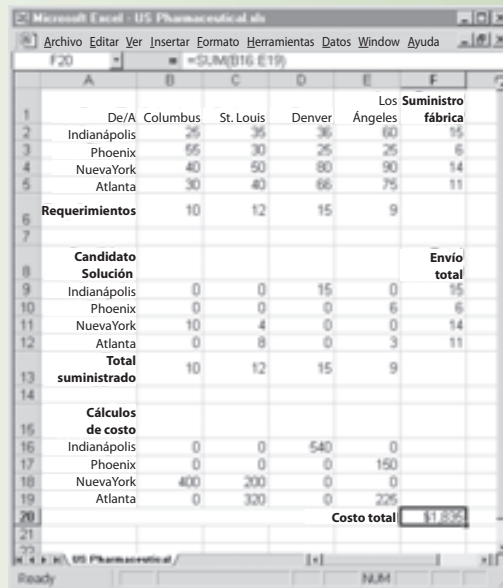 Microsoft Excel - US Pharmaceutical.xls
Archivo Editar Ver Insertar Formato Herramientas Datos Window Ayuda
F20 = =SUM(B16:E19)
A B C D E F
1 De/A Columbus St. Louis Denver Los Ángeles Suministro fábrica
2 Indianápolis 25 35 36 60 15
3 Phoenix 55 30 25 25 6
4 NuevaYork 40 50 80 90 14
5 Atlanta 30 40 66 75 11
6 Requerimientos 10 12 15 9
7
8 Candidato Solución Envío total
9 Indianápolis 0 0 15 0 15
10 Phoenix 0 0 0 6 6
11 NuevaYork 10 4 0 0 14
12 Atlanta 0 8 0 3 11
13 Total suministrado 10 12 15 9
14
15 Cálculos de costo
16 Indianápolis 0 0 540 0
17 Phoenix 0 0 0 150
18 NuevaYork 400 200 0 0
19 Atlanta 0 320 0 225
20 Costo total $1,835
21
22
US Pharmaceutical
Ready NUM